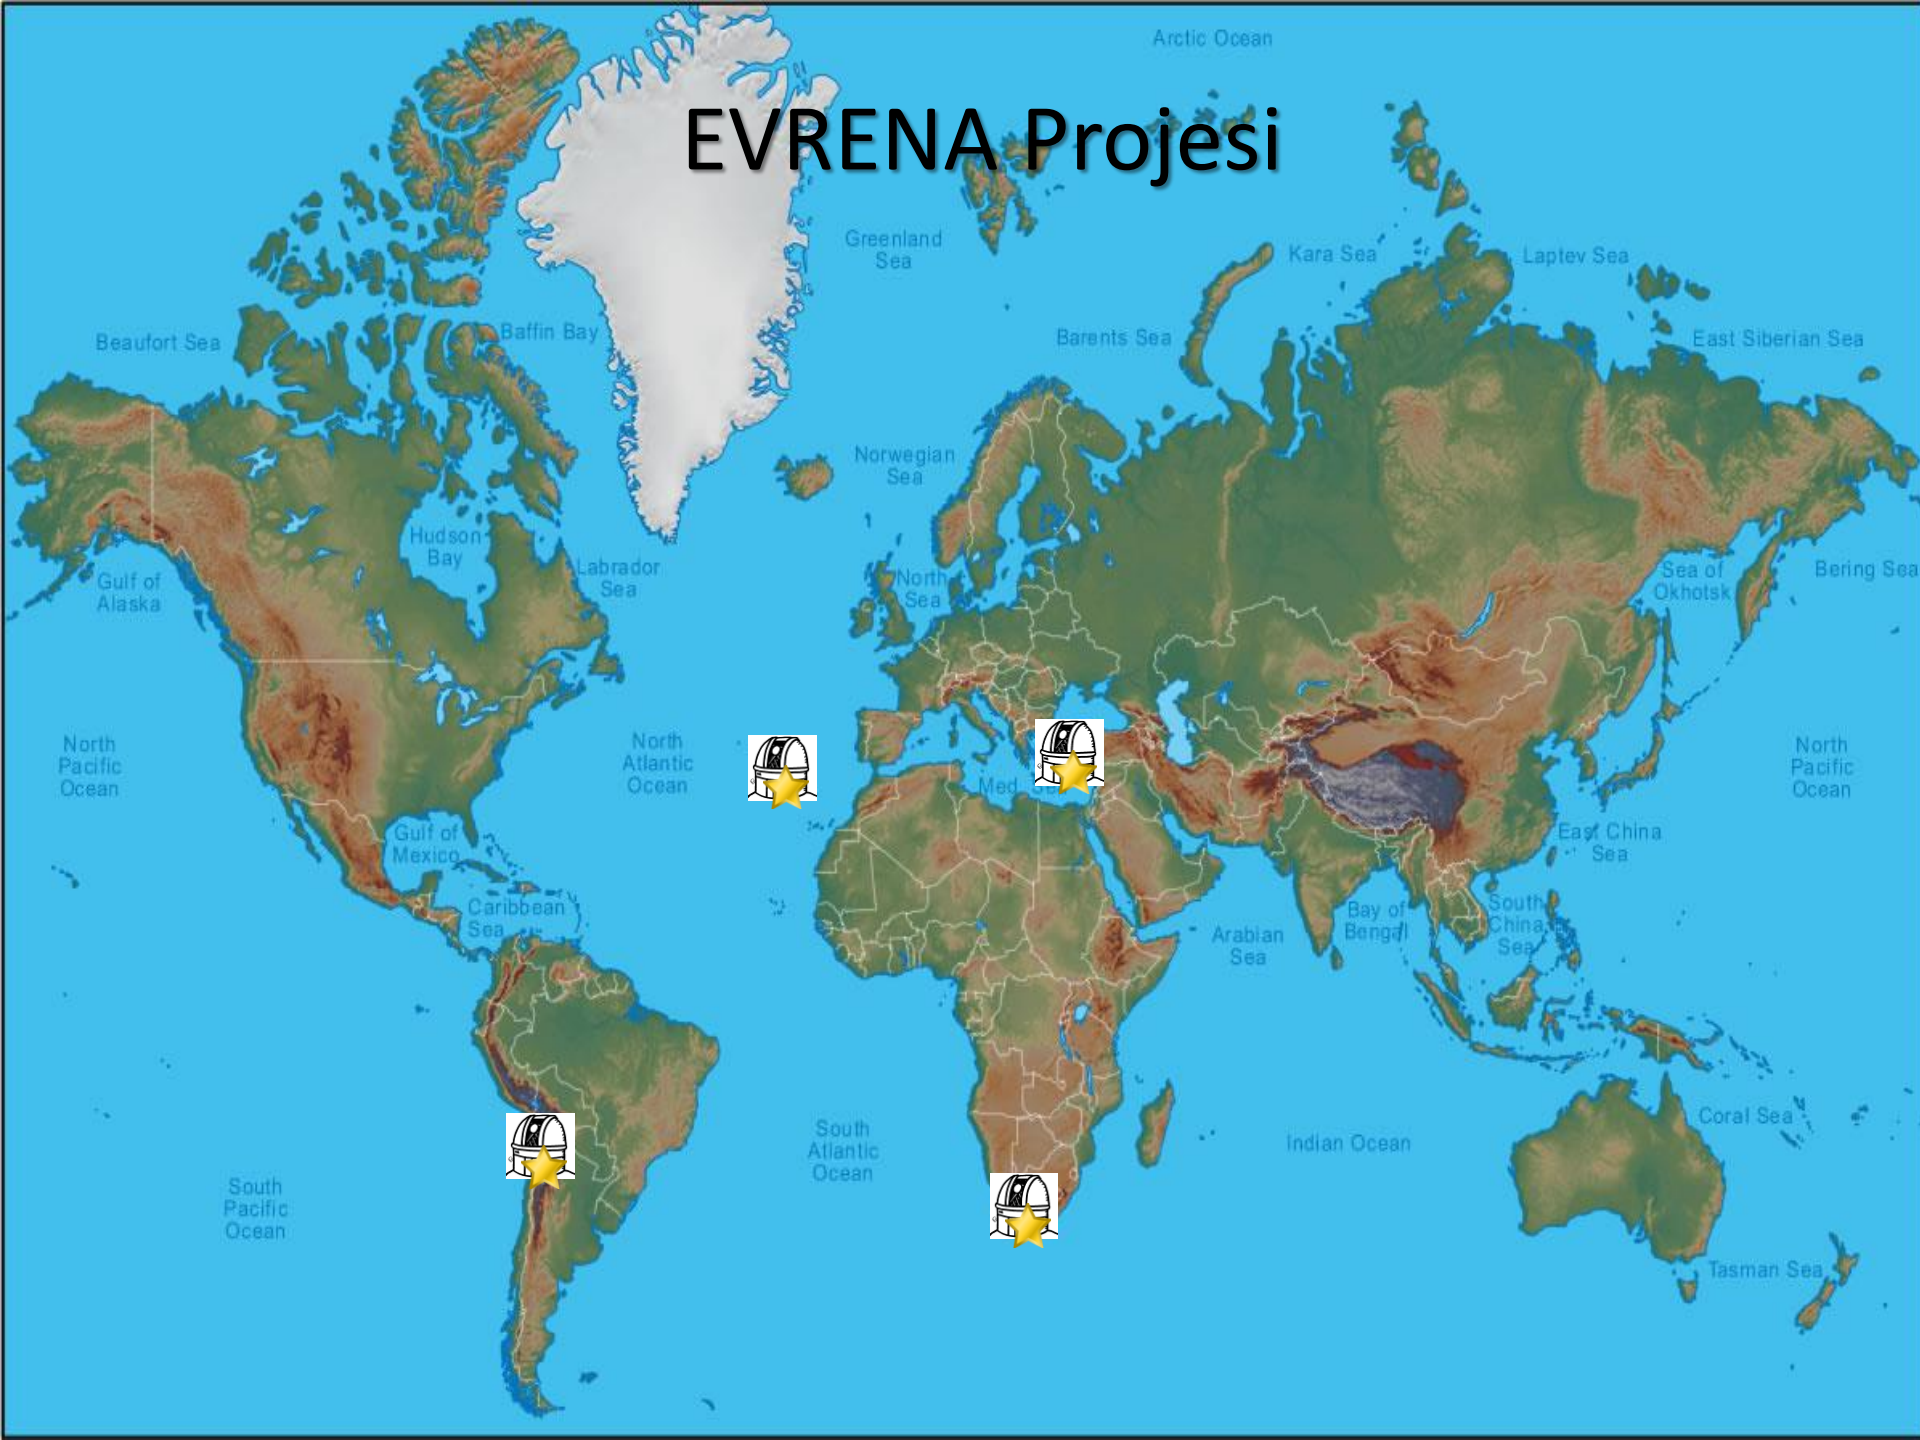 Arctic Ocean
EVRENA Projesi
Greenland
Sea
Kara Sea
Laptev Sea
Beaufort Sea
Baffin Bay
Barents Sea
East Siberian Sea
Norwegian
Sea
Hudson
Bay
Labrador
Sea
Gulf of
Alaska
North
Sea
Sea of
Okhotsk
Bering Sea
North
Pacific
Ocean
North
Atlantic
Ocean
Med
North
Pacific
Ocean
Gulf of
Mexico
East China
Sea
Caribbean
Sea
Arabian
Sea
Bay of
Bengal
South
China
Sea
South
Atlantic
Ocean
Indian Ocean
Coral Sea
South
Pacific
Ocean
Tasman Sea